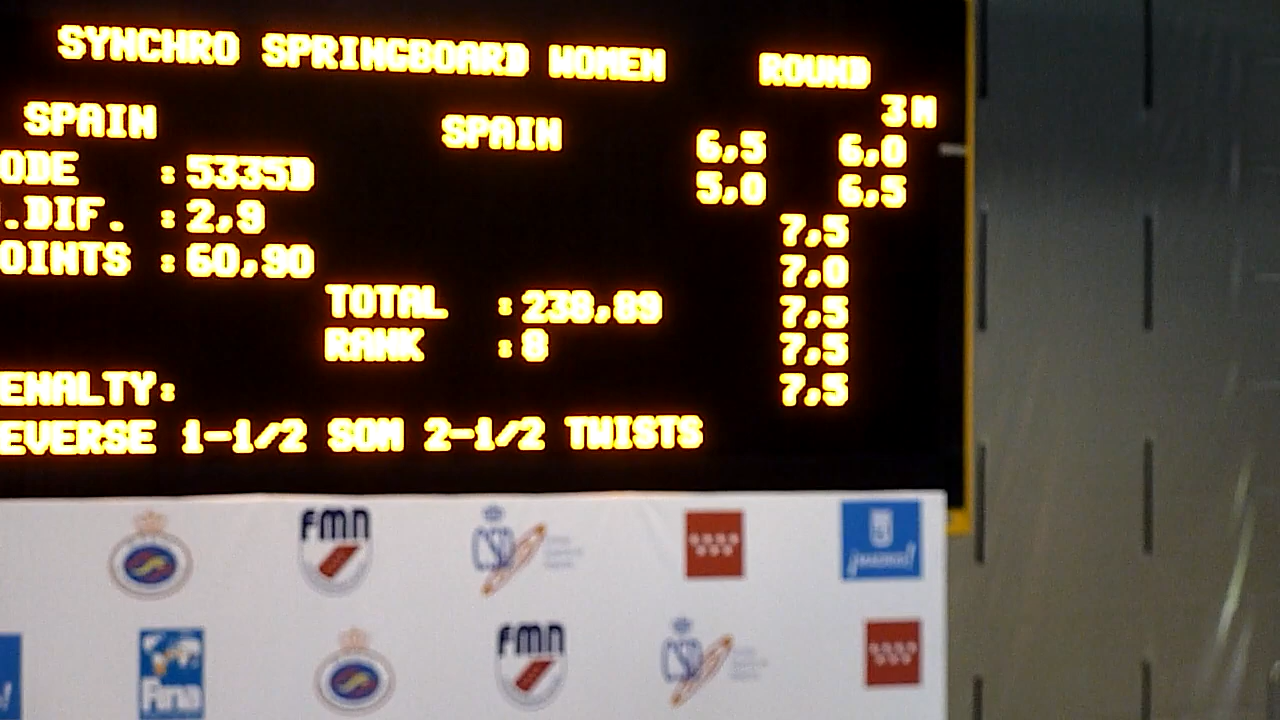 SYNCHRO SPRINGBOARD WOMEN ROUND
3M
SPAIN SPAIN 6,5 6,0
ODE :5335D 5,0 6,5
.DIF. :2,9 7,5
OINTS :60,90 7,0
TOTAL :238,89 7,5
RANK :8 7,5
ENALTY: 7,5
EVERSE 1-1/2 SOM 2-1/2 TWISTS
FMN CSD ¡MADRID!
Fina FMN CSD